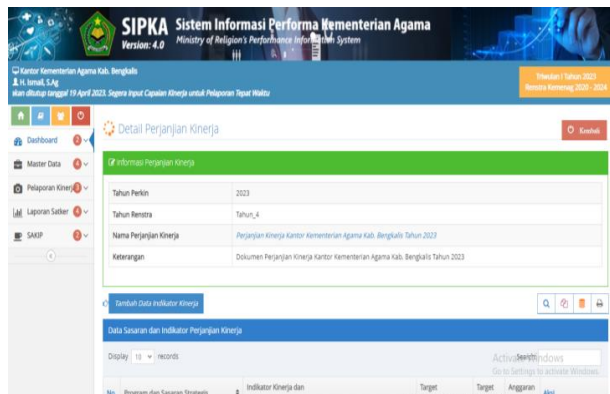 SIPKA Sistem Informasi Performa Kementerian Agama
Version: 4.0 Ministry of Religion's Performance Information System
Kantor Kementerian Agama Kab. Bengkalis
H. Ismail, S.Ag
akan ditutup tanggal 19 April 2023. Segera Input Capaian Kinerja untuk Pelaporan Tepat Waktu
Triwulan I Tahun 2023
Renstra Kemenag 2020 - 2024
Dashboard
Master Data
Pelaporan Kinerja
Laporan Satker
SAKIP
Detail Perjanjian Kinerja
Kembali
Informasi Perjanjian Kinerja
Tahun Perkin 2023
Tahun Renstra Tahun_4
Nama Perjanjian Kinerja Perjanjian Kinerja Kantor Kementerian Agama Kab. Bengkalis Tahun 2023
Keterangan Dokumen Perjanjian Kinerja Kantor Kementerian Agama Kab. Bengkalis Tahun 2023
Tambah Data Indikator Kinerja
Data Sasaran dan Indikator Perjanjian Kinerja
Display 10 records
Search:
Activate Windows
Go to Settings to activate Windows.
No Program dan Sasaran Strategis Indikator Kinerja dan Target Target Anggaran Aksi